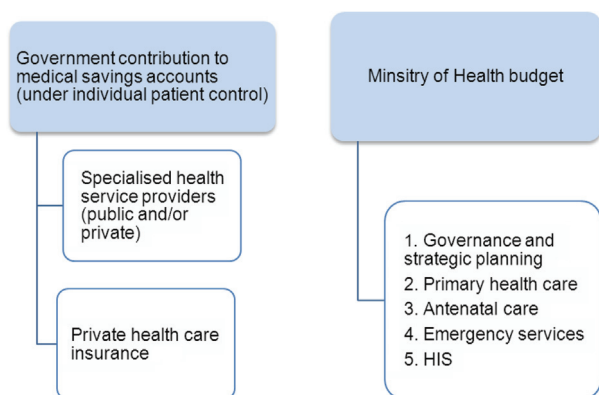 Government contribution to
medical savings accounts
(under individual patient control)
Minsitry of Health budget
Specialised health
service providers
(public and/or
private)
Private health care
insurance
1. Governance and
strategic planning
2. Primary health care
3. Antenatal care
4. Emergency services
5. HIS